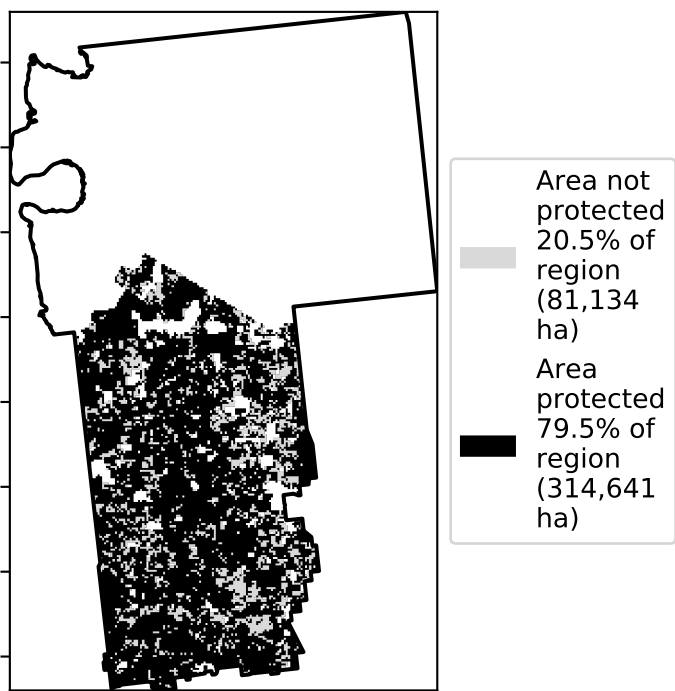 Area not
protected
20.5% of
region
(81,134
ha)
Area
protected
79.5% of
region
(314,641
ha)